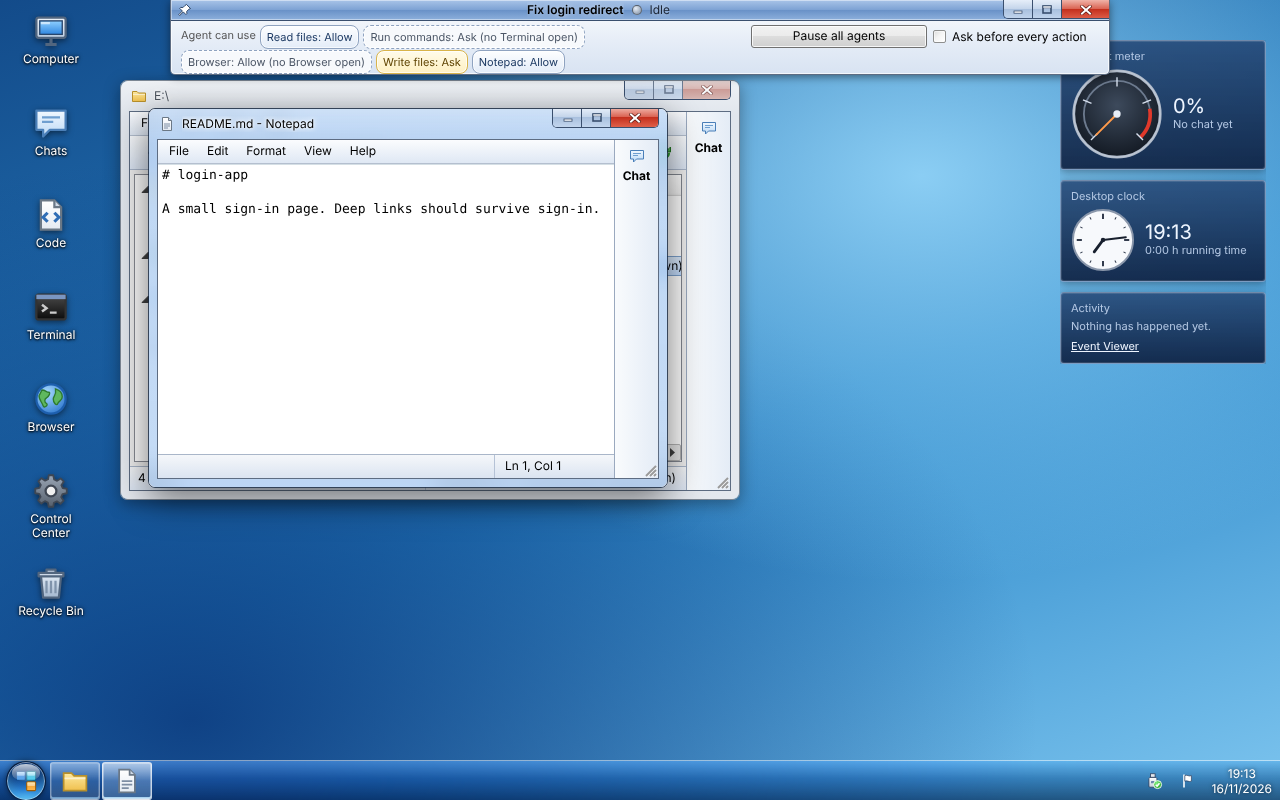 Fix login redirect Idle
Agent can use Read files: Allow Run commands: Ask (no Terminal open)
Browser: Allow (no Browser open) Write files: Ask Notepad: Allow
Pause all agents Ask before every action
Computer
Chats
Code
Terminal
Browser
Control
Center
Recycle Bin
E:\
Chat
README.md - Notepad
File Edit Format View Help
Chat
# login-app
A small sign-in page. Deep links should survive sign-in.
Ln 1, Col 1
4
meter
0%
No chat yet
Desktop clock
19:13
0:00 h running time
Activity
Nothing has happened yet.
Event Viewer
19:13
16/11/2026